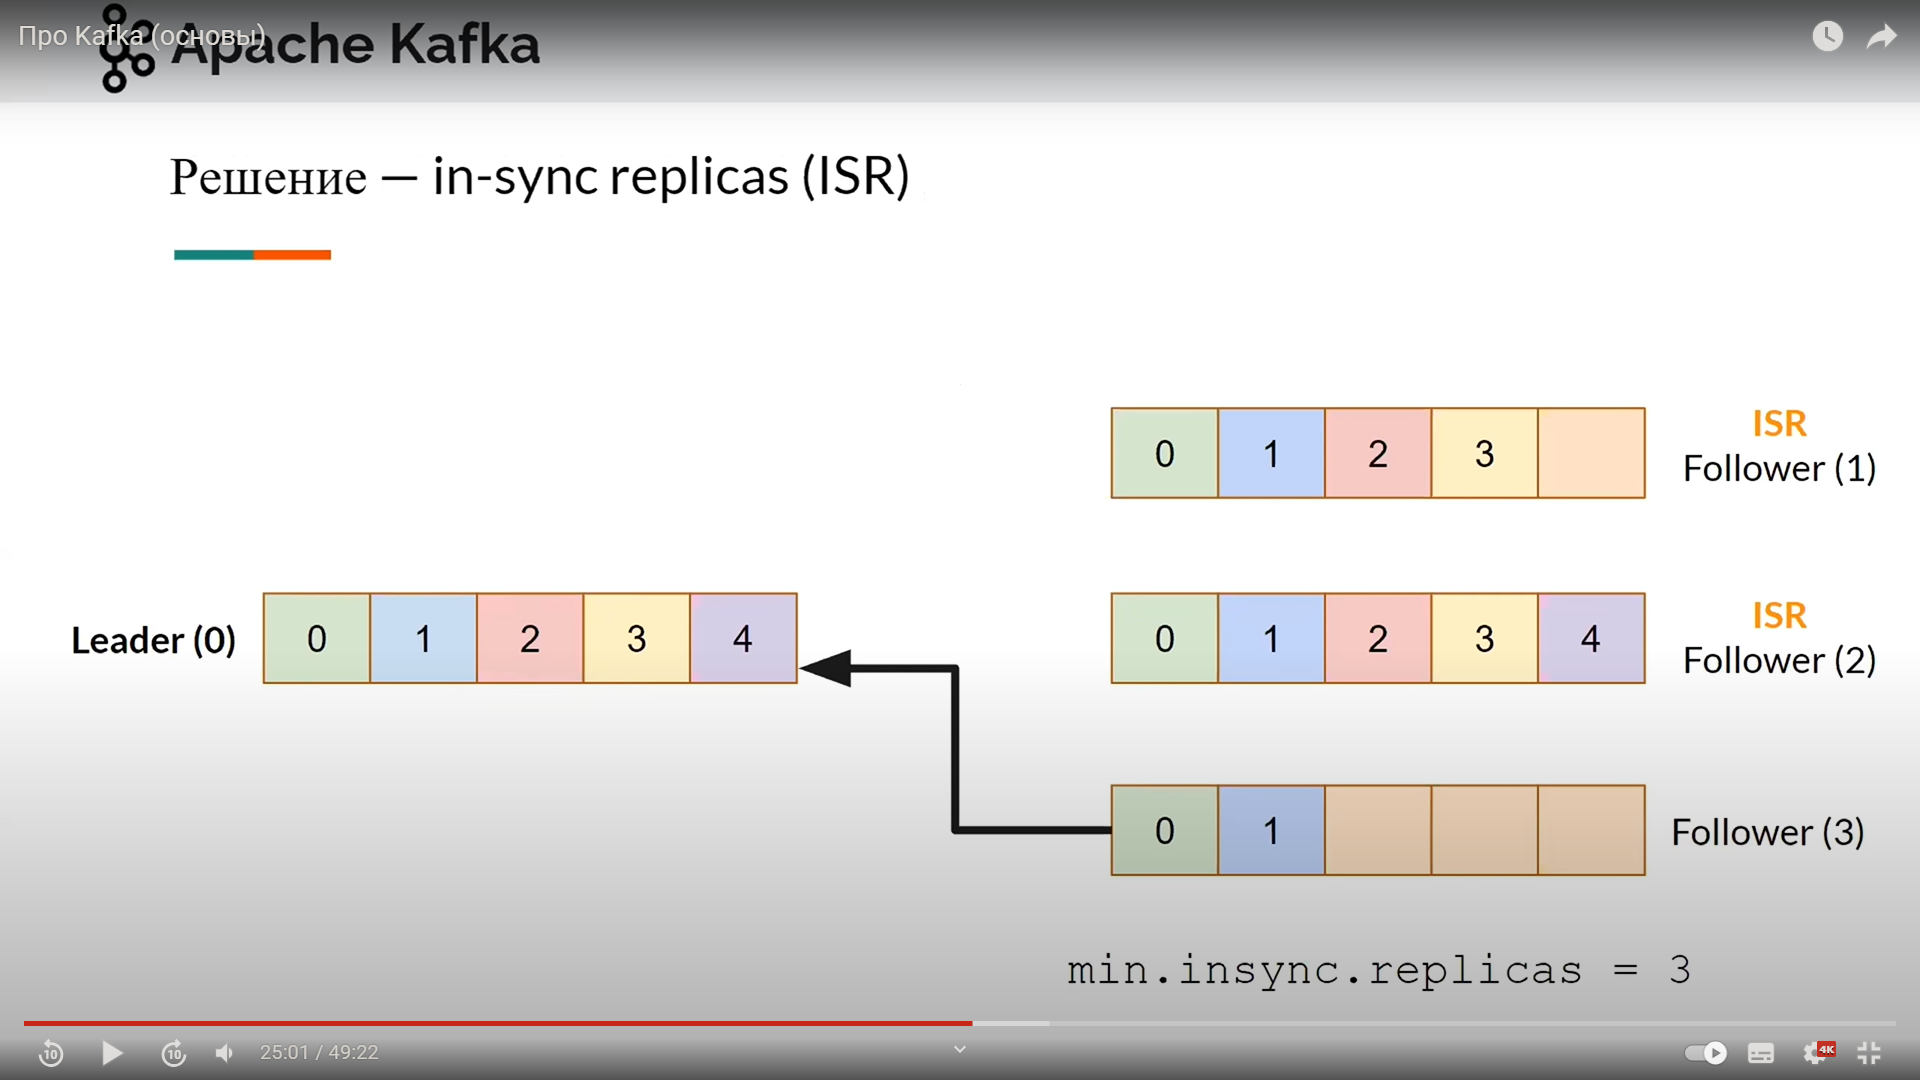 Про Kafka (основы)
Apache Kafka
Решение — in-sync replicas (ISR)
0 1 2 3
ISR
Follower (1)
Leader (0)
0 1 2 3 4
0 1 2 3 4
ISR
Follower (2)
0 1
Follower (3)
min.insync.replicas = 3
10
10
25:01 / 49:22
4K